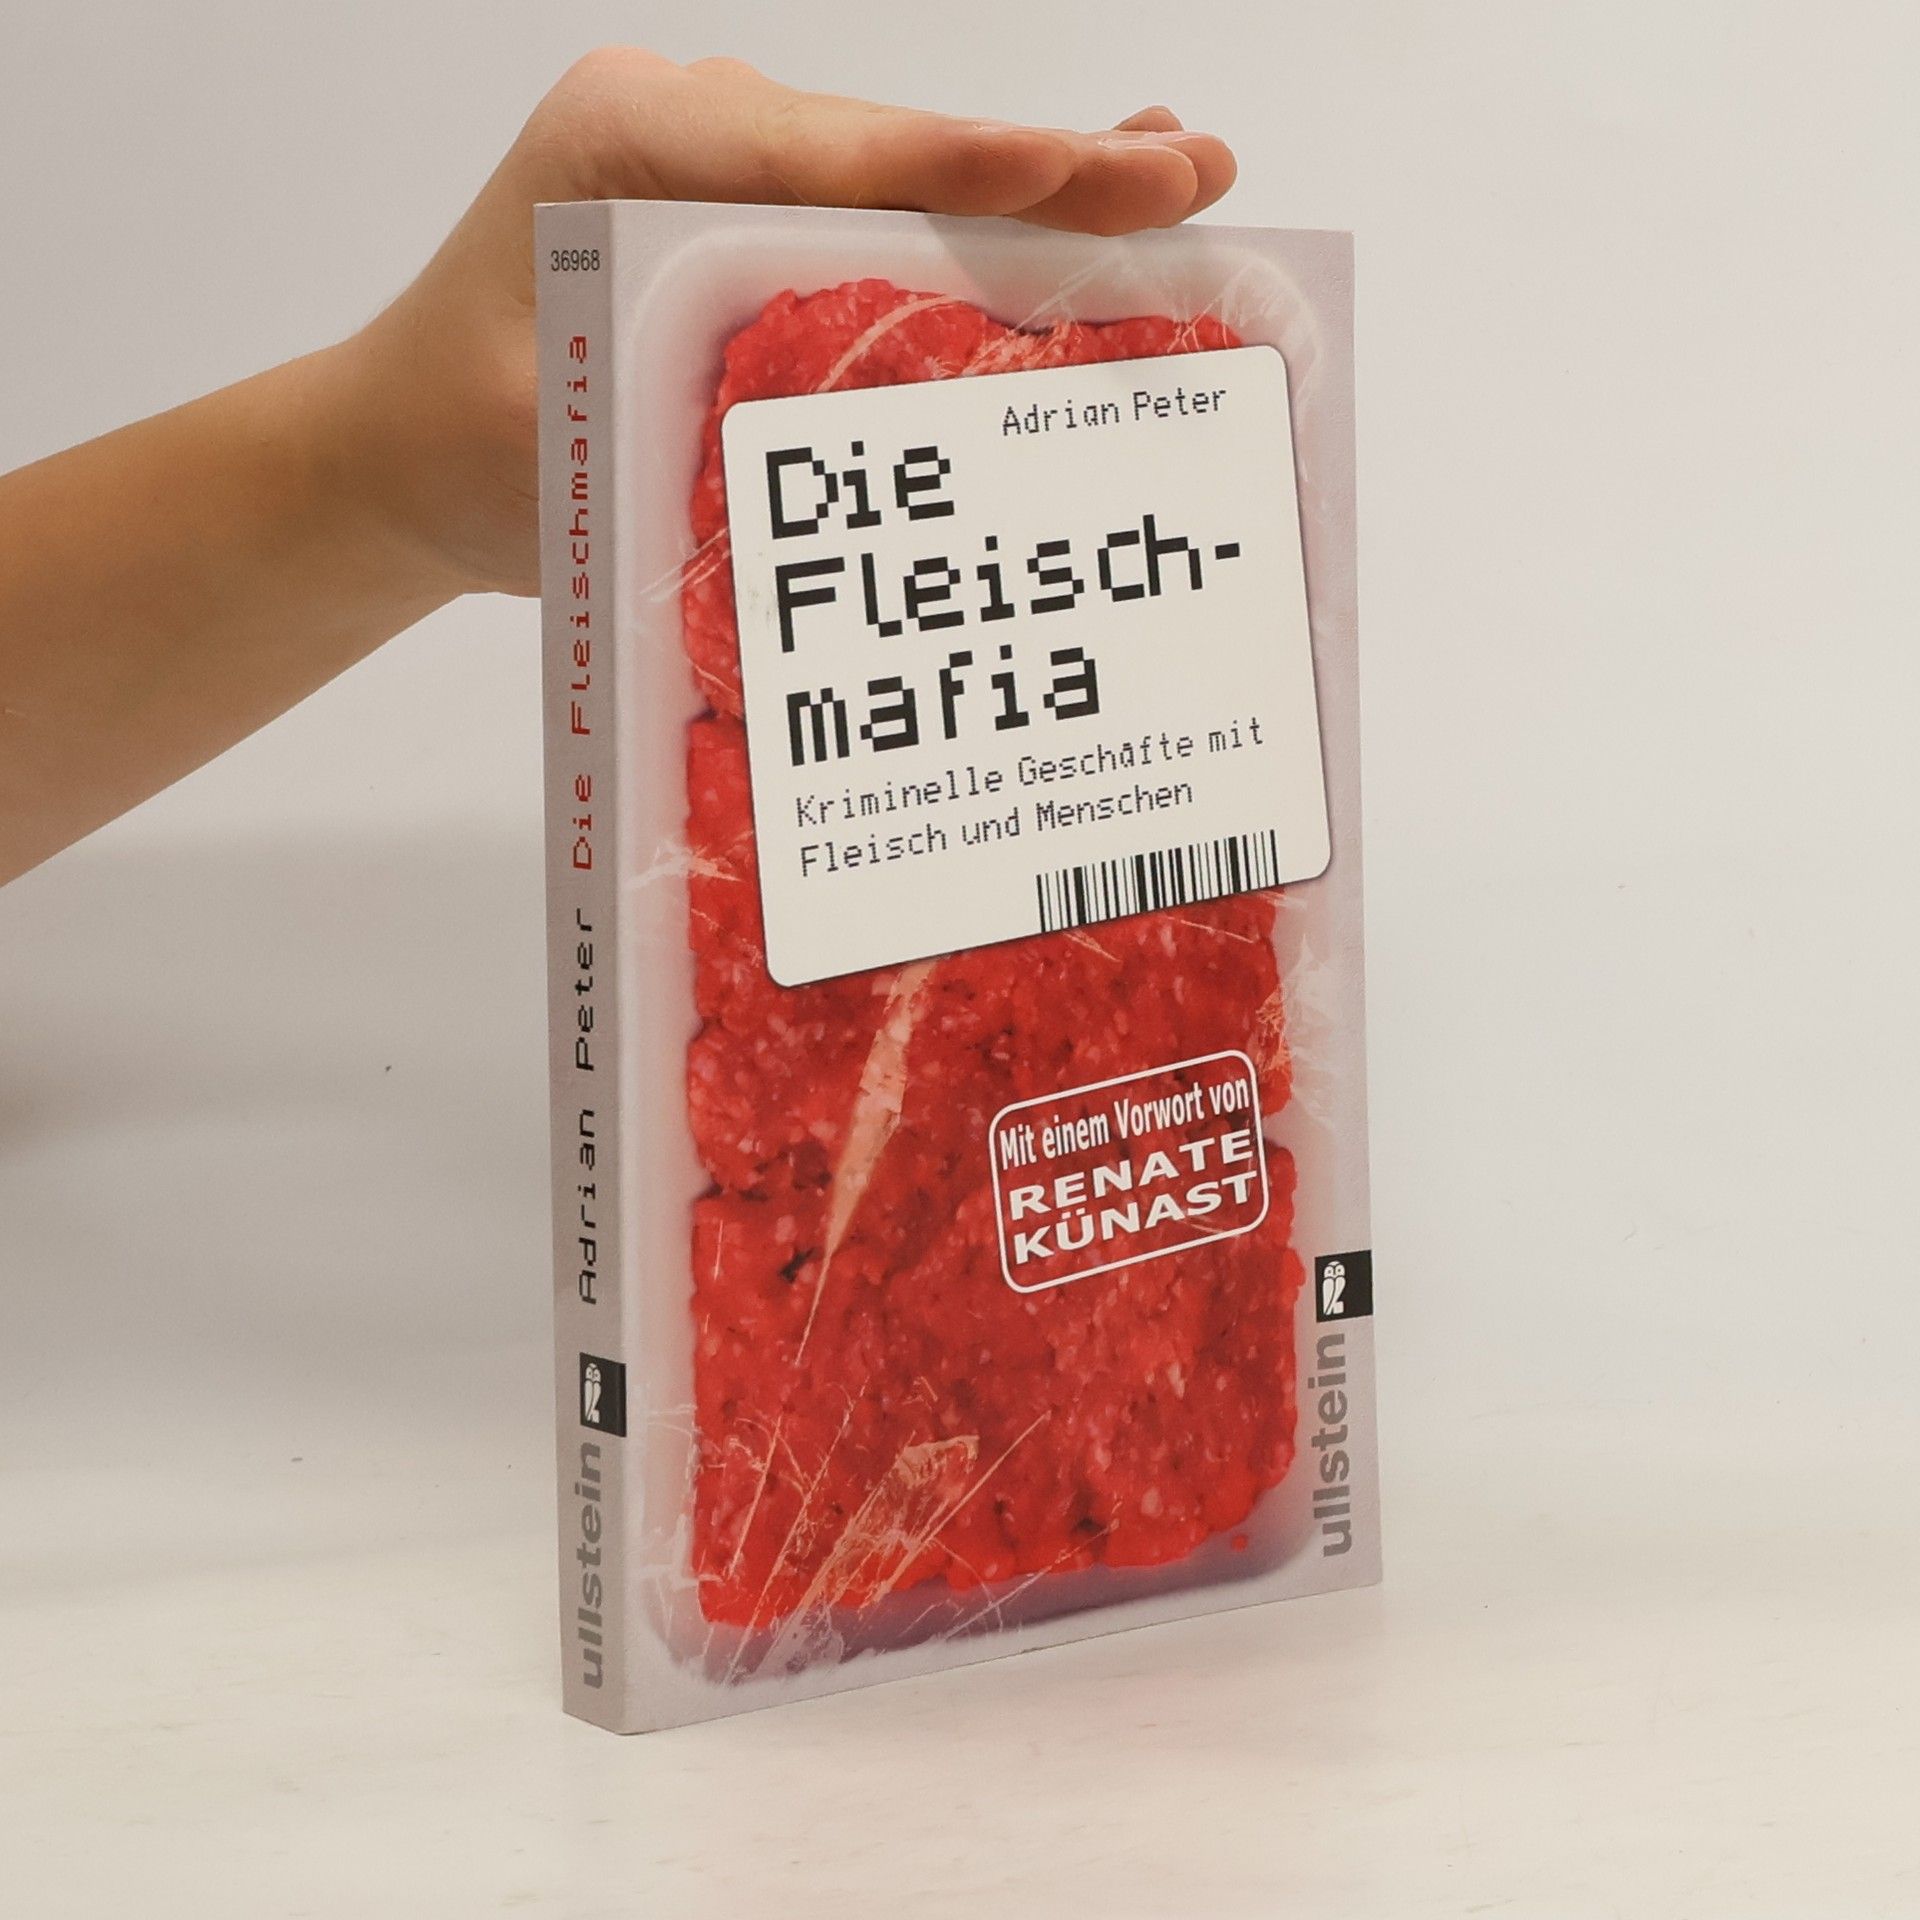 36968
Adrian Peter Die Fleischmafia
ullstein
Adrian Peter
Die
Fleisch-
mafia
Kriminelle Geschäfte mit
Fleisch und Menschen
Mit einem Vorwort von
RENATE
KÜNAST
ullstein